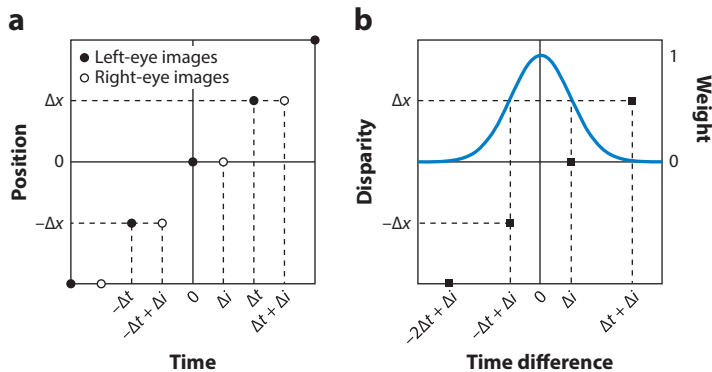 a
Left-eye images
Right-eye images
Δx
0
−Δx
Position
−Δt
−Δt + Δi
0
Δi
Δt
Δt + Δi
Time
b
Δx
−Δx
Disparity
1
0
Weight
−2Δt + Δi
−Δt + Δi
0
Δi
Δt + Δi
Time difference